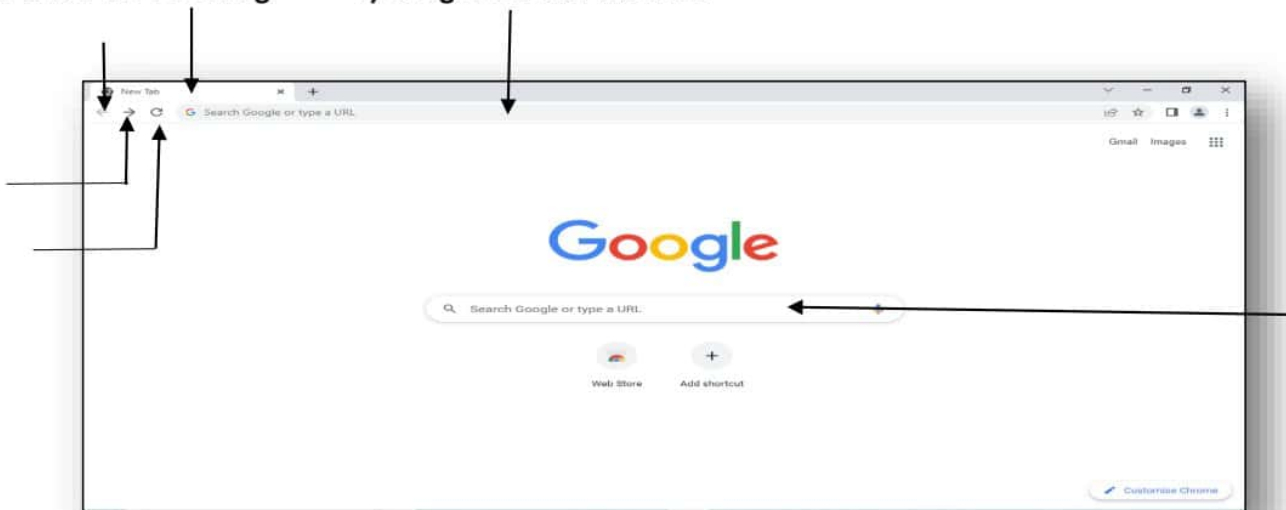 New Tab
Search Google or type a URL
Gmail Images
Google
Search Google or type a URL
Web Store Add shortcut
Customise Chrome